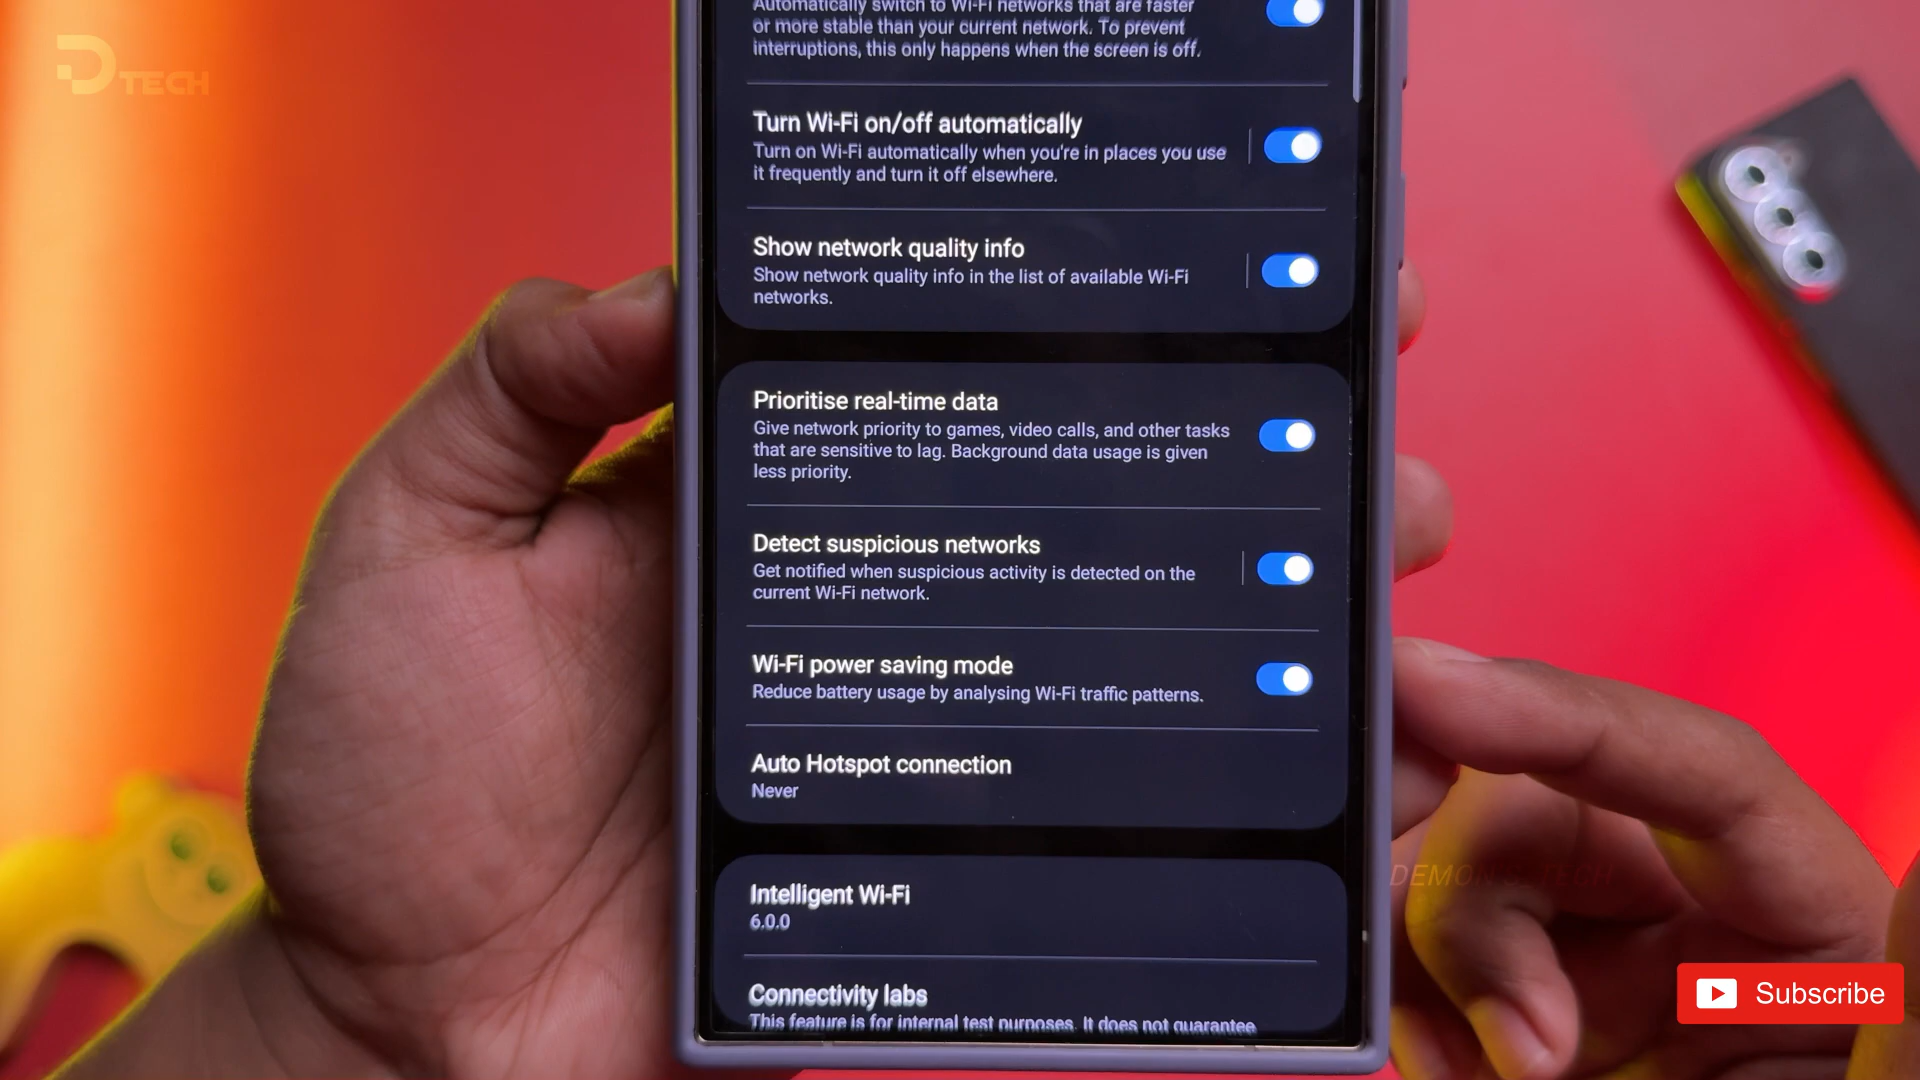 D TECH
Automatically switch to Wi-Fi networks that are faster
or more stable than your current network. To prevent
interruptions, this only happens when the screen is off.
Turn Wi-Fi on/off automatically
Turn on Wi-Fi automatically when you're in places you use
it frequently and turn it off elsewhere.
Show network quality info
Show network quality info in the list of available Wi-Fi
networks.
Prioritise real-time data
Give network priority to games, video calls, and other tasks
that are sensitive to lag. Background data usage is given
less priority.
Detect suspicious networks
Get notified when suspicious activity is detected on the
current Wi-Fi network.
Wi-Fi power saving mode
Reduce battery usage by analysing Wi-Fi traffic patterns.
Auto Hotspot connection
Never
Intelligent Wi-Fi
6.0.0
Connectivity labs
This feature is for internal test purposes. It does not guarantee
Subscribe